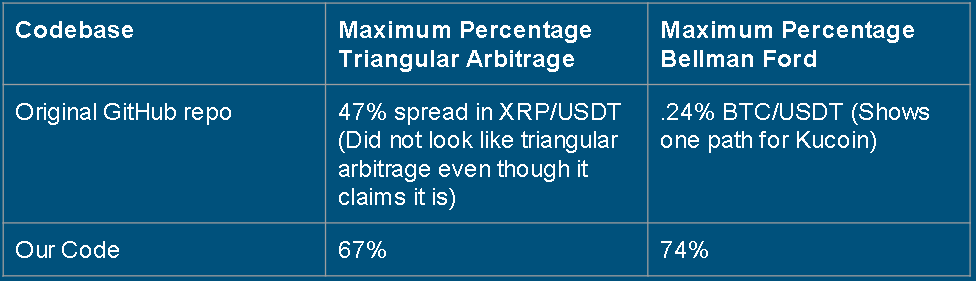 Codebase
Maximum Percentage
Triangular Arbitrage
Maximum Percentage
Bellman Ford
Original GitHub repo
47% spread in XRP/USDT
(Did not look like triangular
arbitrage even though it
claims it is)
.24% BTC/USDT (Shows
one path for Kucoin)
Our Code
67%
74%